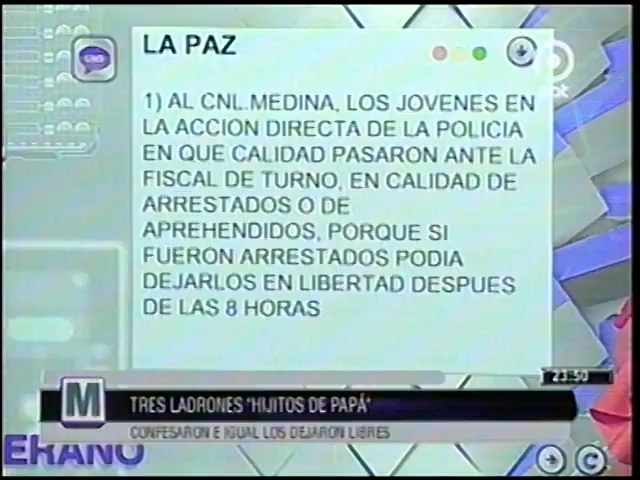 SMS
LA PAZ
1) AL CNL.MEDINA, LOS JOVENES EN
LA ACCION DIRECTA DE LA POLICIA
EN QUE CALIDAD PASARON ANTE LA
FISCAL DE TURNO, EN CALIDAD DE
ARRESTADOS O DE
APREHENDIDOS, PORQUE SI
FUERON ARRESTADOS PODIA
DEJARLOS EN LIBERTAD DESPUES
DE LAS 8 HORAS
23:50
M
TRES LADRONES "HIJITOS DE PAPÁ"
CONFESARON E IGUAL LOS DEJARON LIBRES
ERANO